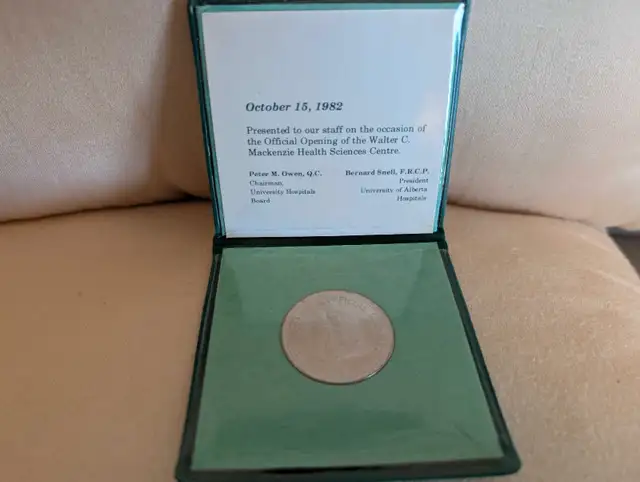 October 15, 1982
Presented to our staff on the occasion of
the Official Opening of the Walter C.
Mackenzie Health Sciences Centre.
Peter M. Owen, Q.C.
Chairman,
University Hospitals
Board
Bernard Snell, F.R.C.P.
President
University of Alberta
Hospitals